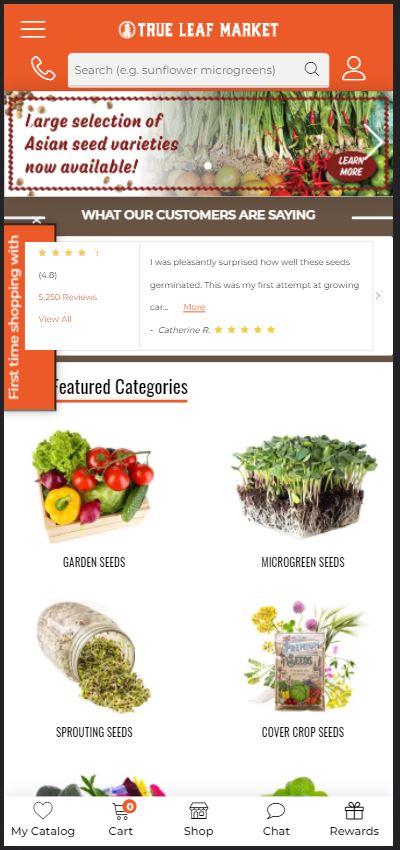 TRUE LEAF MARKET
Search (e.g. sunflower microgreens)
Large selection of
Asian seed varieties
now available!
LEARN
MORE
WHAT OUR CUSTOMERS ARE SAYING
First time shopping with
(4.8)
5,250 Reviews
View All
I was pleasantly surprised how well these seeds
germinated. This was my first attempt at growing
car... More
- Catherine R.
Featured Categories
GARDEN SEEDS
MICROGREEN SEEDS
PREMIUM
SEEDS
SPROUTING SEEDS
COVER CROP SEEDS
0
My Catalog
Cart
Shop
Chat
Rewards